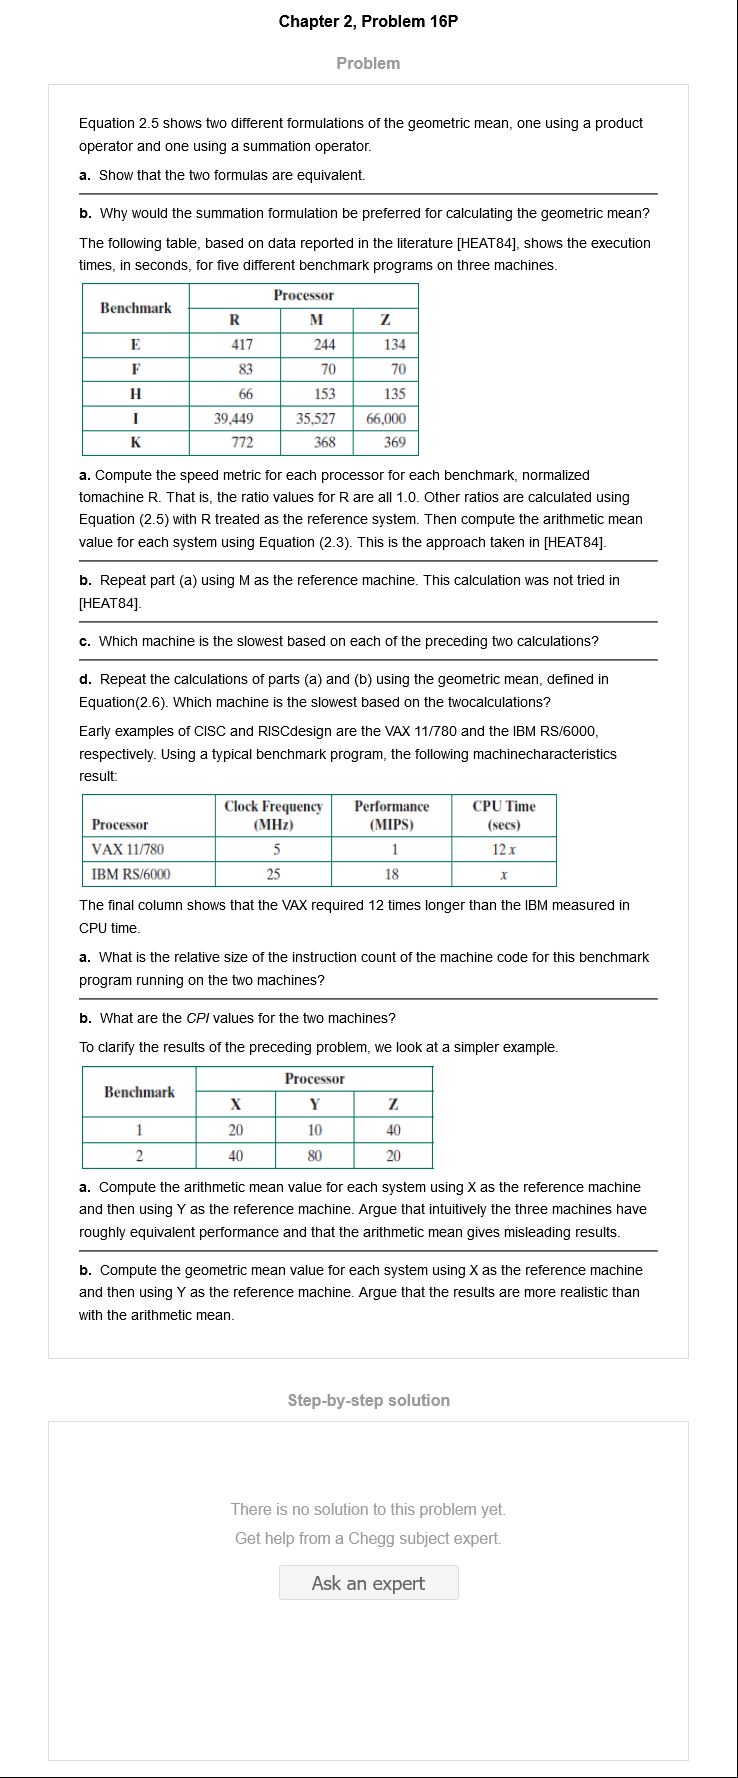 Chapter 2, Problem 16P
Problem
Equation 2.5 shows two different formulations of the geometric mean, one using a product
operator and one using a summation operator.
a. Show that the two formulas are equivalent.
b. Why would the summation formulation be preferred for calculating the geometric mean?
The following table, based on data reported in the literature [HEAT84], shows the execution
times, in seconds, for five different benchmark programs on three machines.
Benchmark Processor
R M Z
E 417 244 134
F 83 70 70
H 66 153 135
I 39,449 35,527 66,000
K 772 368 369
a. Compute the speed metric for each processor for each benchmark, normalized
tomachine R. That is, the ratio values for R are all 1.0. Other ratios are calculated using
Equation (2.5) with R treated as the reference system. Then compute the arithmetic mean
value for each system using Equation (2.3). This is the approach taken in [HEAT84].
b. Repeat part (a) using M as the reference machine. This calculation was not tried in
[HEAT84].
c. Which machine is the slowest based on each of the preceding two calculations?
d. Repeat the calculations of parts (a) and (b) using the geometric mean, defined in
Equation(2.6). Which machine is the slowest based on the twocalculations?
Early examples of CISC and RISCdesign are the VAX 11/780 and the IBM RS/6000,
respectively. Using a typical benchmark program, the following machinecharacteristics
result:
Processor Clock Frequency (MHz) Performance (MIPS) CPU Time (secs)
VAX 11/780 5 1 12 x
IBM RS/6000 25 18 x
The final column shows that the VAX required 12 times longer than the IBM measured in
CPU time.
a. What is the relative size of the instruction count of the machine code for this benchmark
program running on the two machines?
b. What are the CPI values for the two machines?
To clarify the results of the preceding problem, we look at a simpler example.
Benchmark Processor
X Y Z
1 20 10 40
2 40 80 20
a. Compute the arithmetic mean value for each system using X as the reference machine
and then using Y as the reference machine. Argue that intuitively the three machines have
roughly equivalent performance and that the arithmetic mean gives misleading results.
b. Compute the geometric mean value for each system using X as the reference machine
and then using Y as the reference machine. Argue that the results are more realistic than
with the arithmetic mean.
Step-by-step solution
There is no solution to this problem yet.
Get help from a Chegg subject expert.
Ask an expert